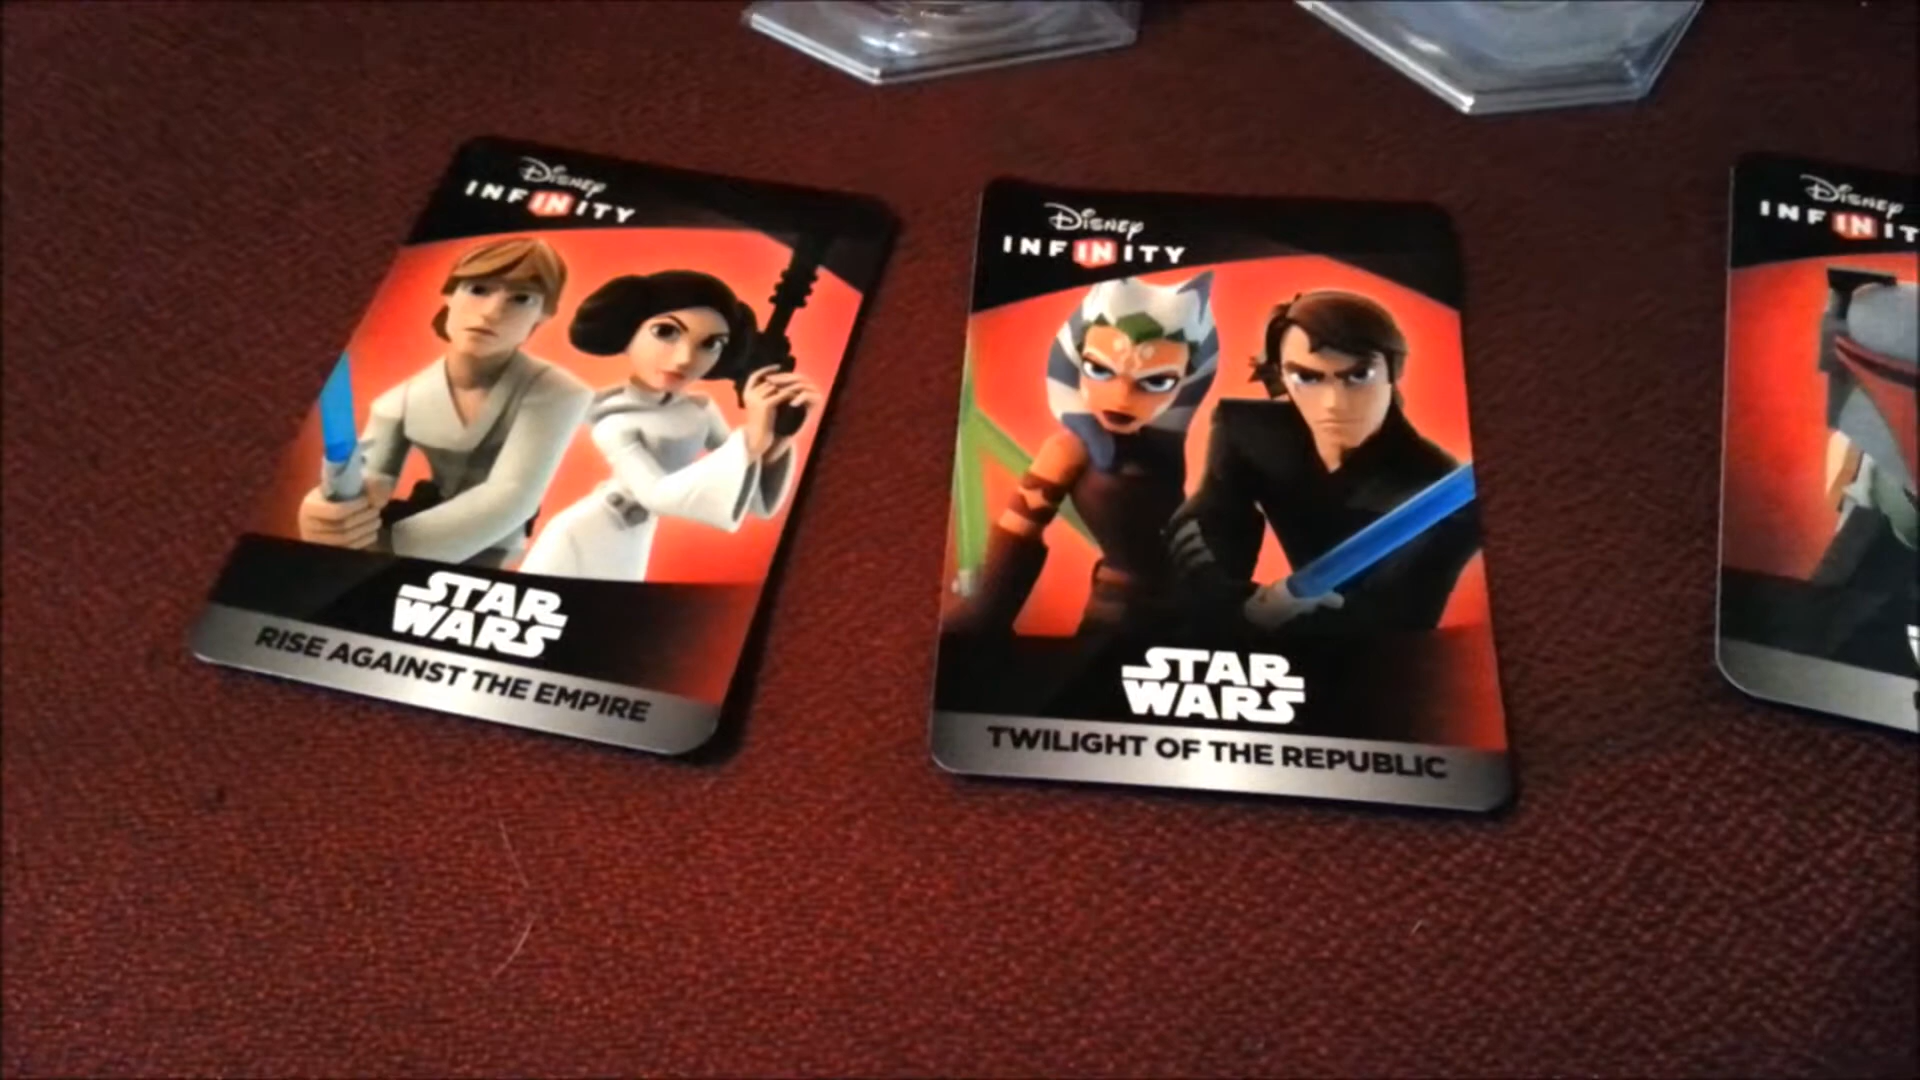 Disney
INFINITY
STAR
WARS
RISE AGAINST THE EMPIRE
Disney
INFINITY
STAR
WARS
TWILIGHT OF THE REPUBLIC
Disney
INFINIT